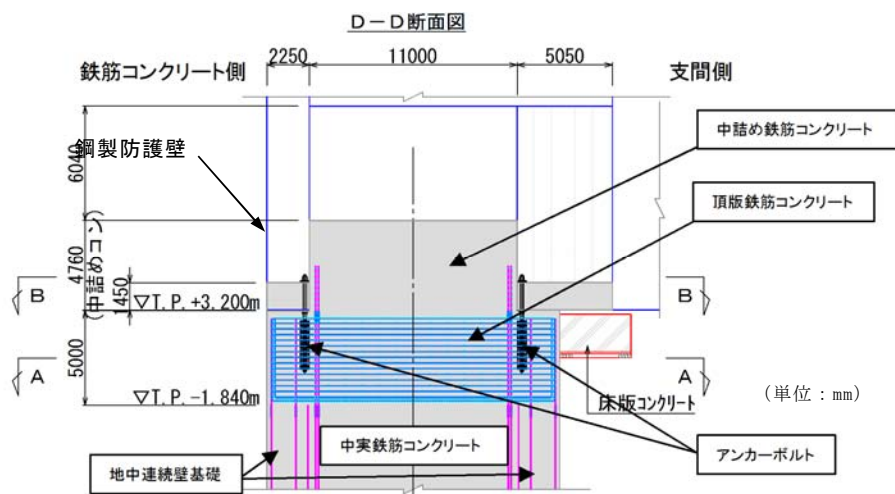 D－D断面図
2250
11000
5050
鉄筋コンクリート側
支間側
中詰め鉄筋コンクリート
鋼製防護壁
6040
頂版鉄筋コンクリート
4760
(中詰めコン)
1450
B
B
▽T.P.+3.200m
5000
A
A
▽T.P.-1.840m
床版コンクリート
(単位：mm)
中実鉄筋コンクリート
アンカーボルト
地中連続壁基礎